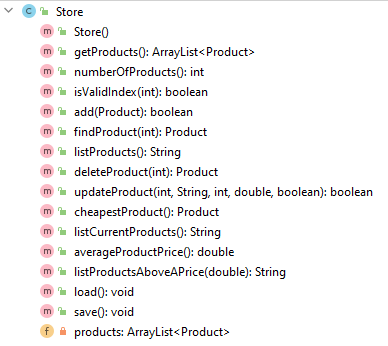 Store
Store()
getProducts(): ArrayList<Product>
numberOfProducts(): int
isValidIndex(int): boolean
add(Product): boolean
findProduct(int): Product
listProducts(): String
deleteProduct(int): Product
updateProduct(int, String, int, double, boolean): boolean
cheapestProduct(): Product
listCurrentProducts(): String
averageProductPrice(): double
listProductsAboveAPrice(double): String
load(): void
save(): void
products: ArrayList<Product>